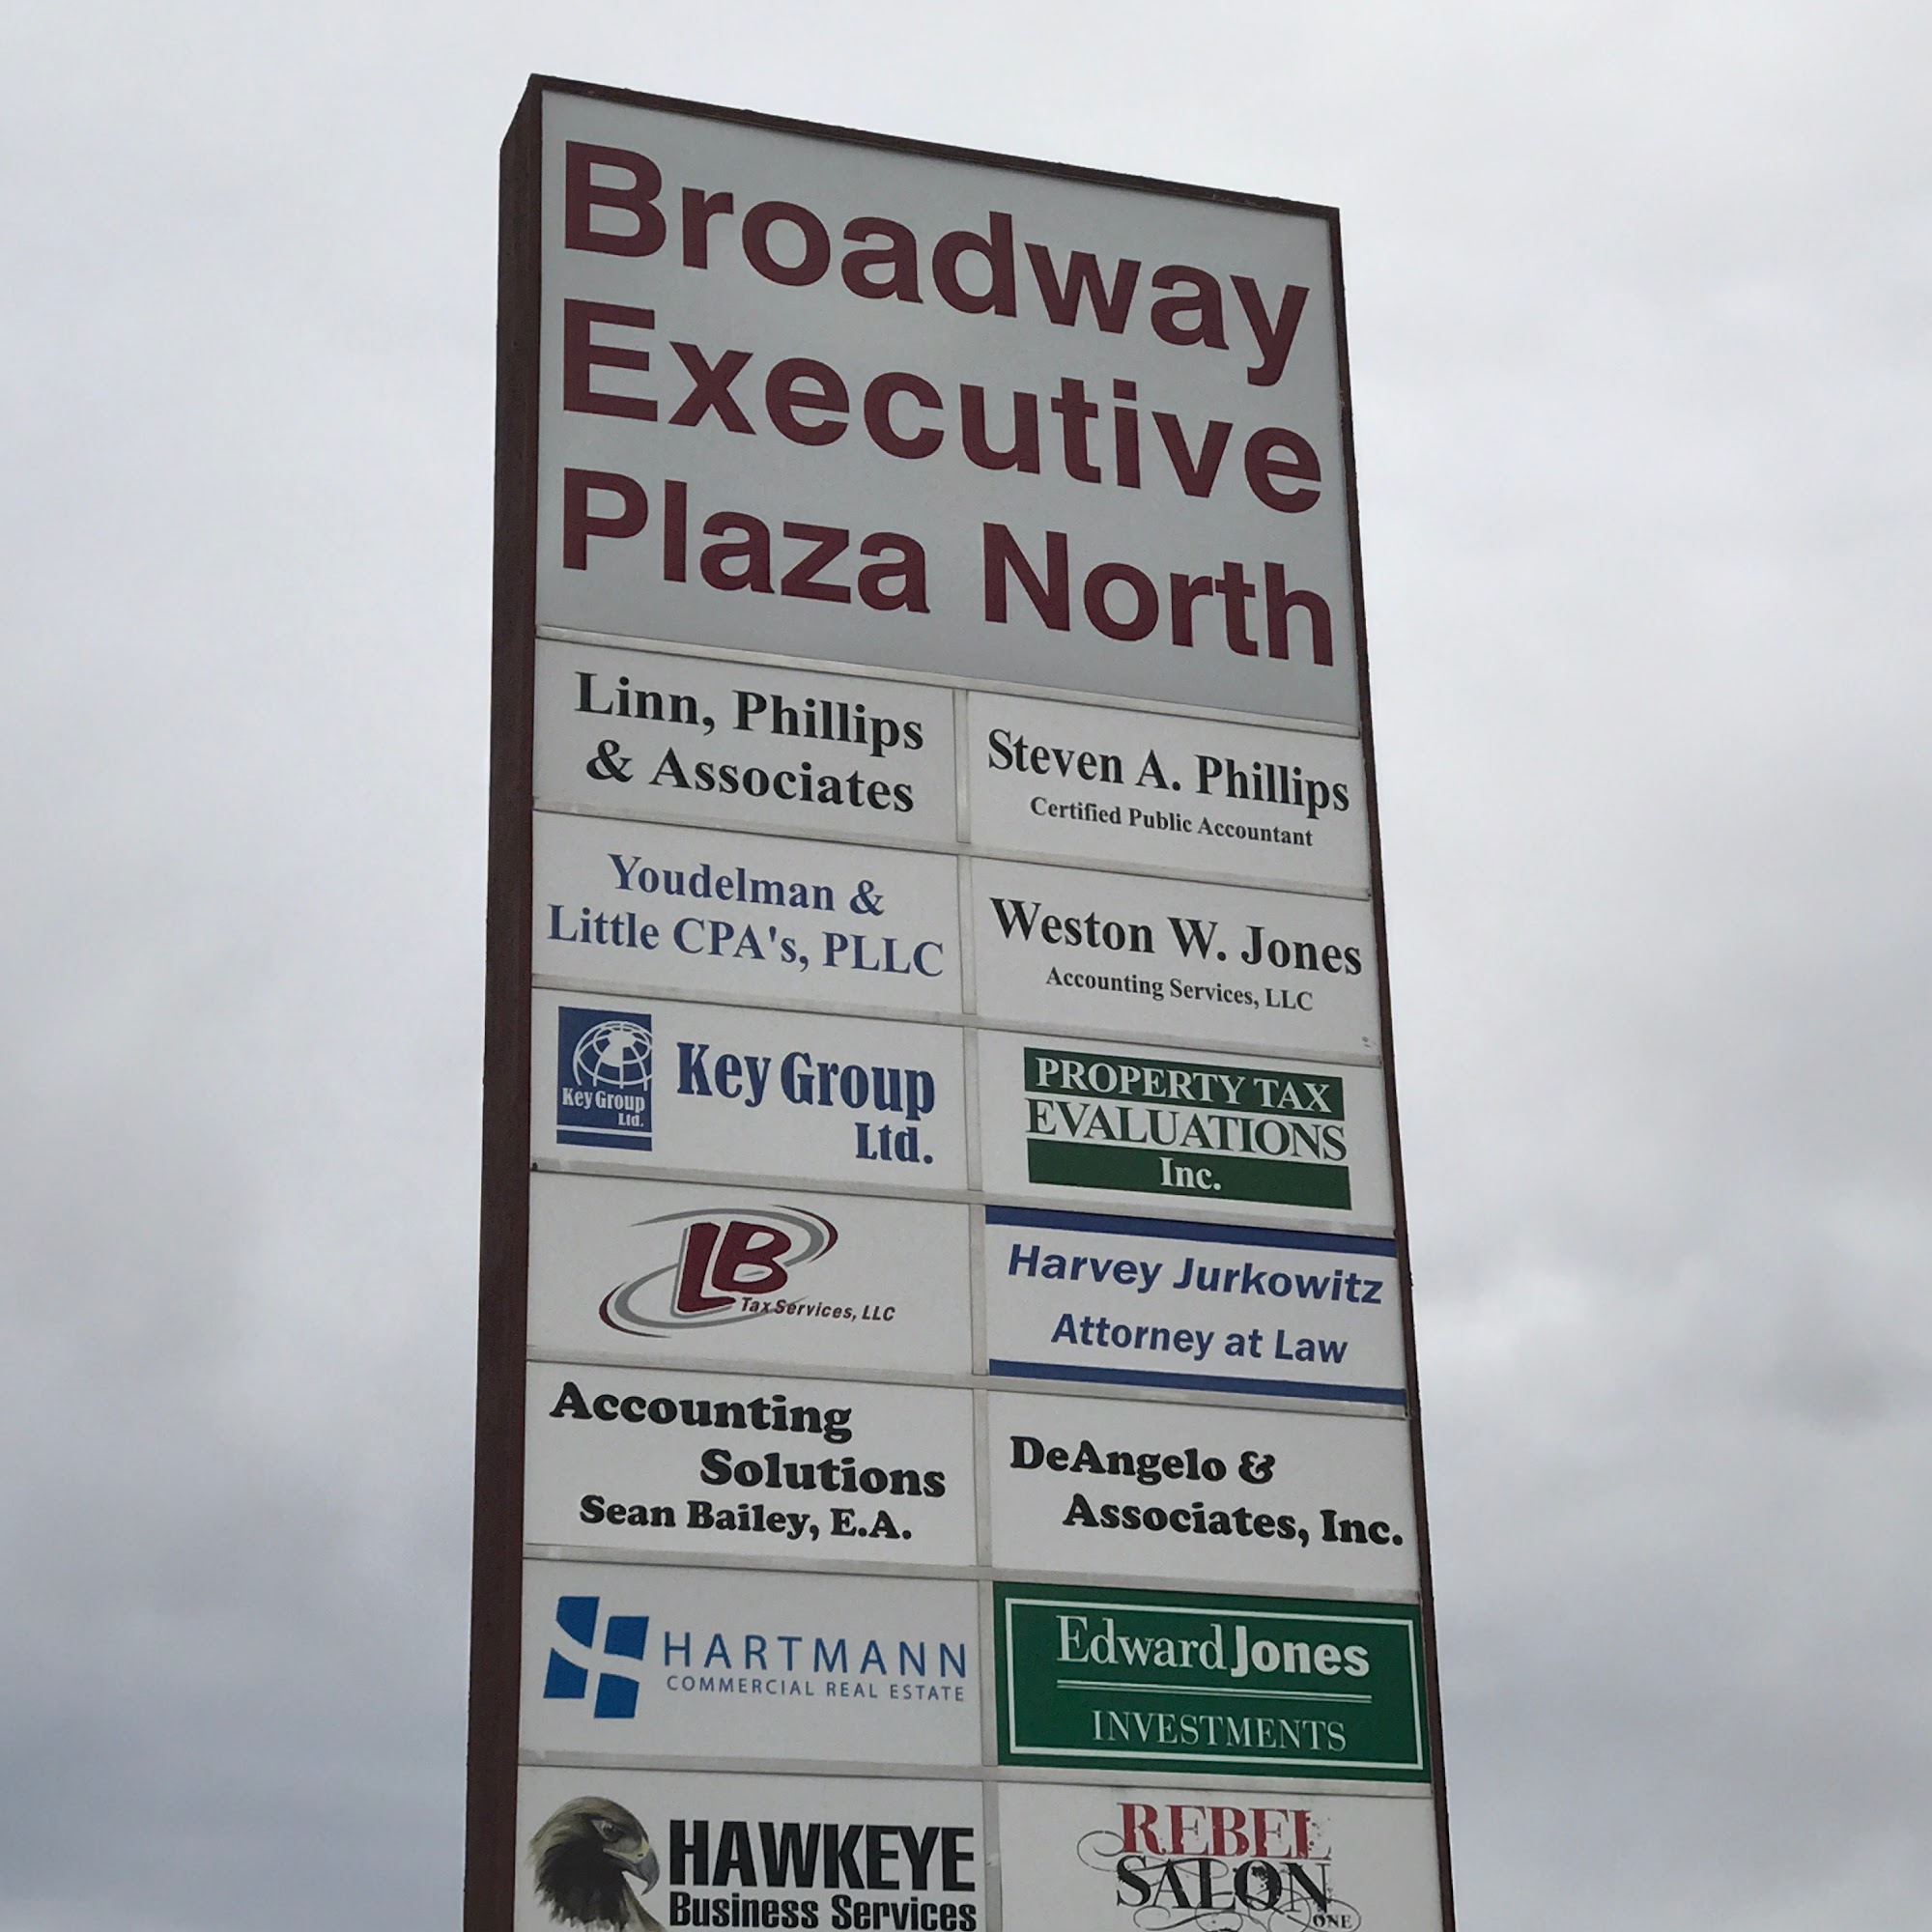 Broadway
Executive
Plaza North
Linn, Phillips
& Associates
Steven A. Phillips
Certified Public Accountant
Youdelman &
Little CPA's, PLLC
Weston W. Jones
Accounting Services, LLC
Key Group
Ltd.
Key Group
Ltd.
PROPERTY TAX
EVALUATIONS
Inc.
LB
Tax Services, LLC
Harvey Jurkowitz
Attorney at Law
Accounting
Solutions
Sean Bailey, E.A.
DeAngelo &
Associates, Inc.
HARTMANN
COMMERCIAL REAL ESTATE
Edward Jones
INVESTMENTS
HAWKEYE
Business Services
REBEL
SALON
ONE